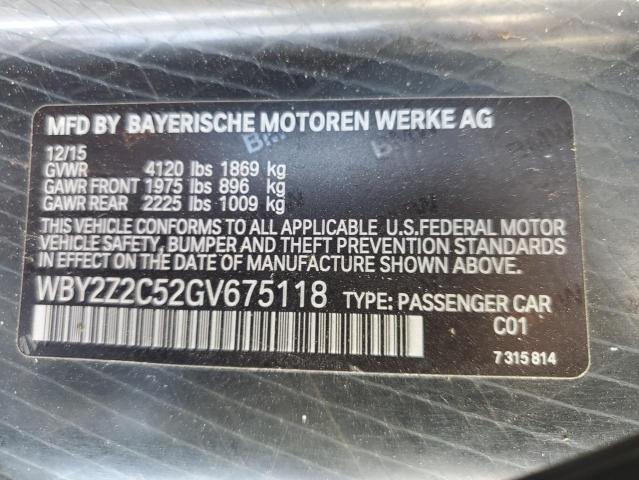 MFD BY BAYERISCHE MOTOREN WERKE AG
12/15
GVWR 4120 lbs 1869 kg
GAWR FRONT 1975 lbs 896 kg
GAWR REAR 2225 lbs 1009 kg
THIS VEHICLE CONFORMS TO ALL APPLICABLE U.S.FEDERAL MOTOR
VEHICLE SAFETY, BUMPER AND THEFT PREVENTION STANDARDS
IN EFFECT ON THE DATE OF MANUFACTURE SHOWN ABOVE.
WBY2Z2C52GV675118 TYPE: PASSENGER CAR
C01
7 315 814